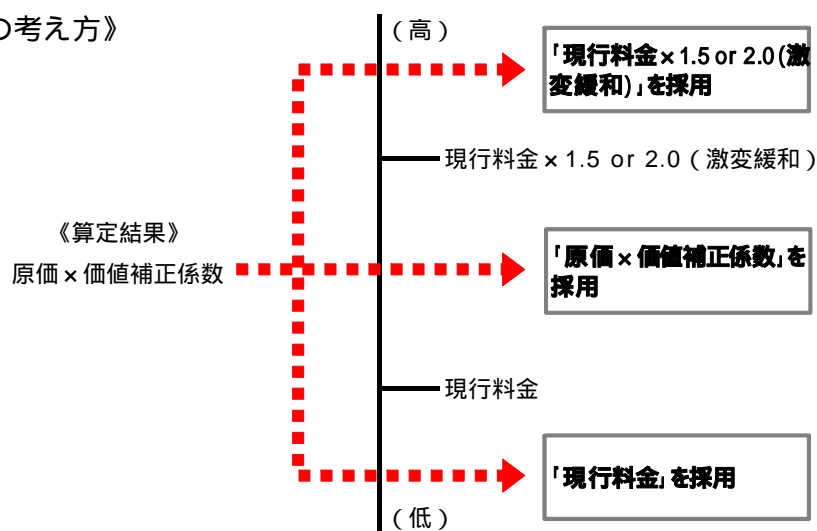 の考え方》
(高)
「現行料金×1.5 or 2.0(激
変緩和)」を採用
現行料金×1.5 or 2.0(激変緩和)
《算定結果》
原価×価値補正係数
「原価×価値補正係数」を
採用
現行料金
「現行料金」を採用
(低)